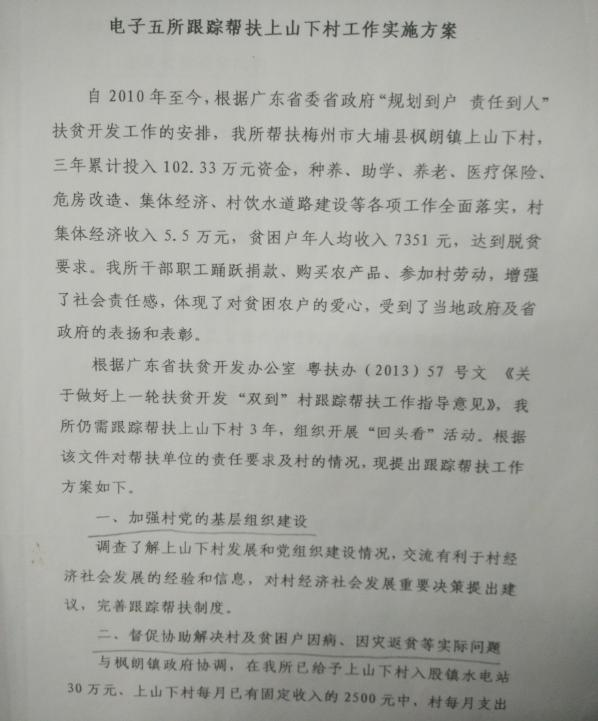 电子五所跟踪帮扶上山下村工作实施方案
自 2010 年至今，根据广东省委省政府“规划到户 责任到人”
扶贫开发工作的安排，我所帮扶梅州市大埔县枫朗镇上山下村，
三年累计投入 102.33 万元资金，种养、助学、养老、医疗保险、
危房改造、集体经济、村饮水道路建设等各项工作全面落实，村
集体经济收入 5.5 万元，贫困户年人均收入 7351 元，达到脱贫
要求。我所干部职工踊跃捐款、购买农产品、参加村劳动，增强
了社会责任感，体现了对贫困农户的爱心，受到了当地政府及省
政府的表扬和表彰。
根据广东省扶贫开发办公室 粤扶办（2013）57 号文 《关
于做好上一轮扶贫开发“双到”村跟踪帮扶工作指导意见》，我
所仍需跟踪帮扶上山下村 3 年，组织开展“回头看”活动。根据
该文件对帮扶单位的责任要求及村的情况，现提出跟踪帮扶工作
方案如下。
一、加强村党的基层组织建设
调查了解上山下村发展和党组织建设情况，交流有利于村经
济社会发展的经验和信息，对村经济社会发展重要决策提出建
议，完善跟踪帮扶制度。
二、督促协助解决村及贫困户因病、因灾返贫等实际问题
与枫朗镇政府协调，在我所已给予上山下村入股镇水电站
30 万元、上山下村每月已有固定收入的 2500 元中，村每月支出